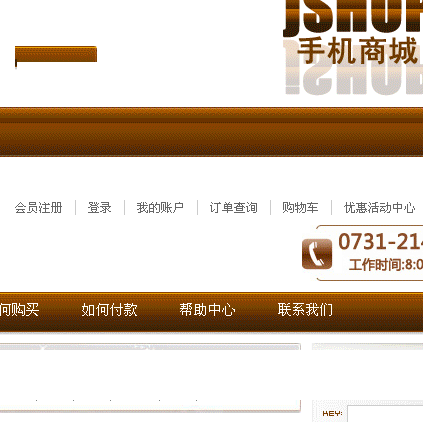 JSHOP
手机商城
会员注册 登录 我的账户 订单查询 购物车 优惠活动中心
0731-214
工作时间:8:0
何购买 如何付款 帮助中心 联系我们
KEY: